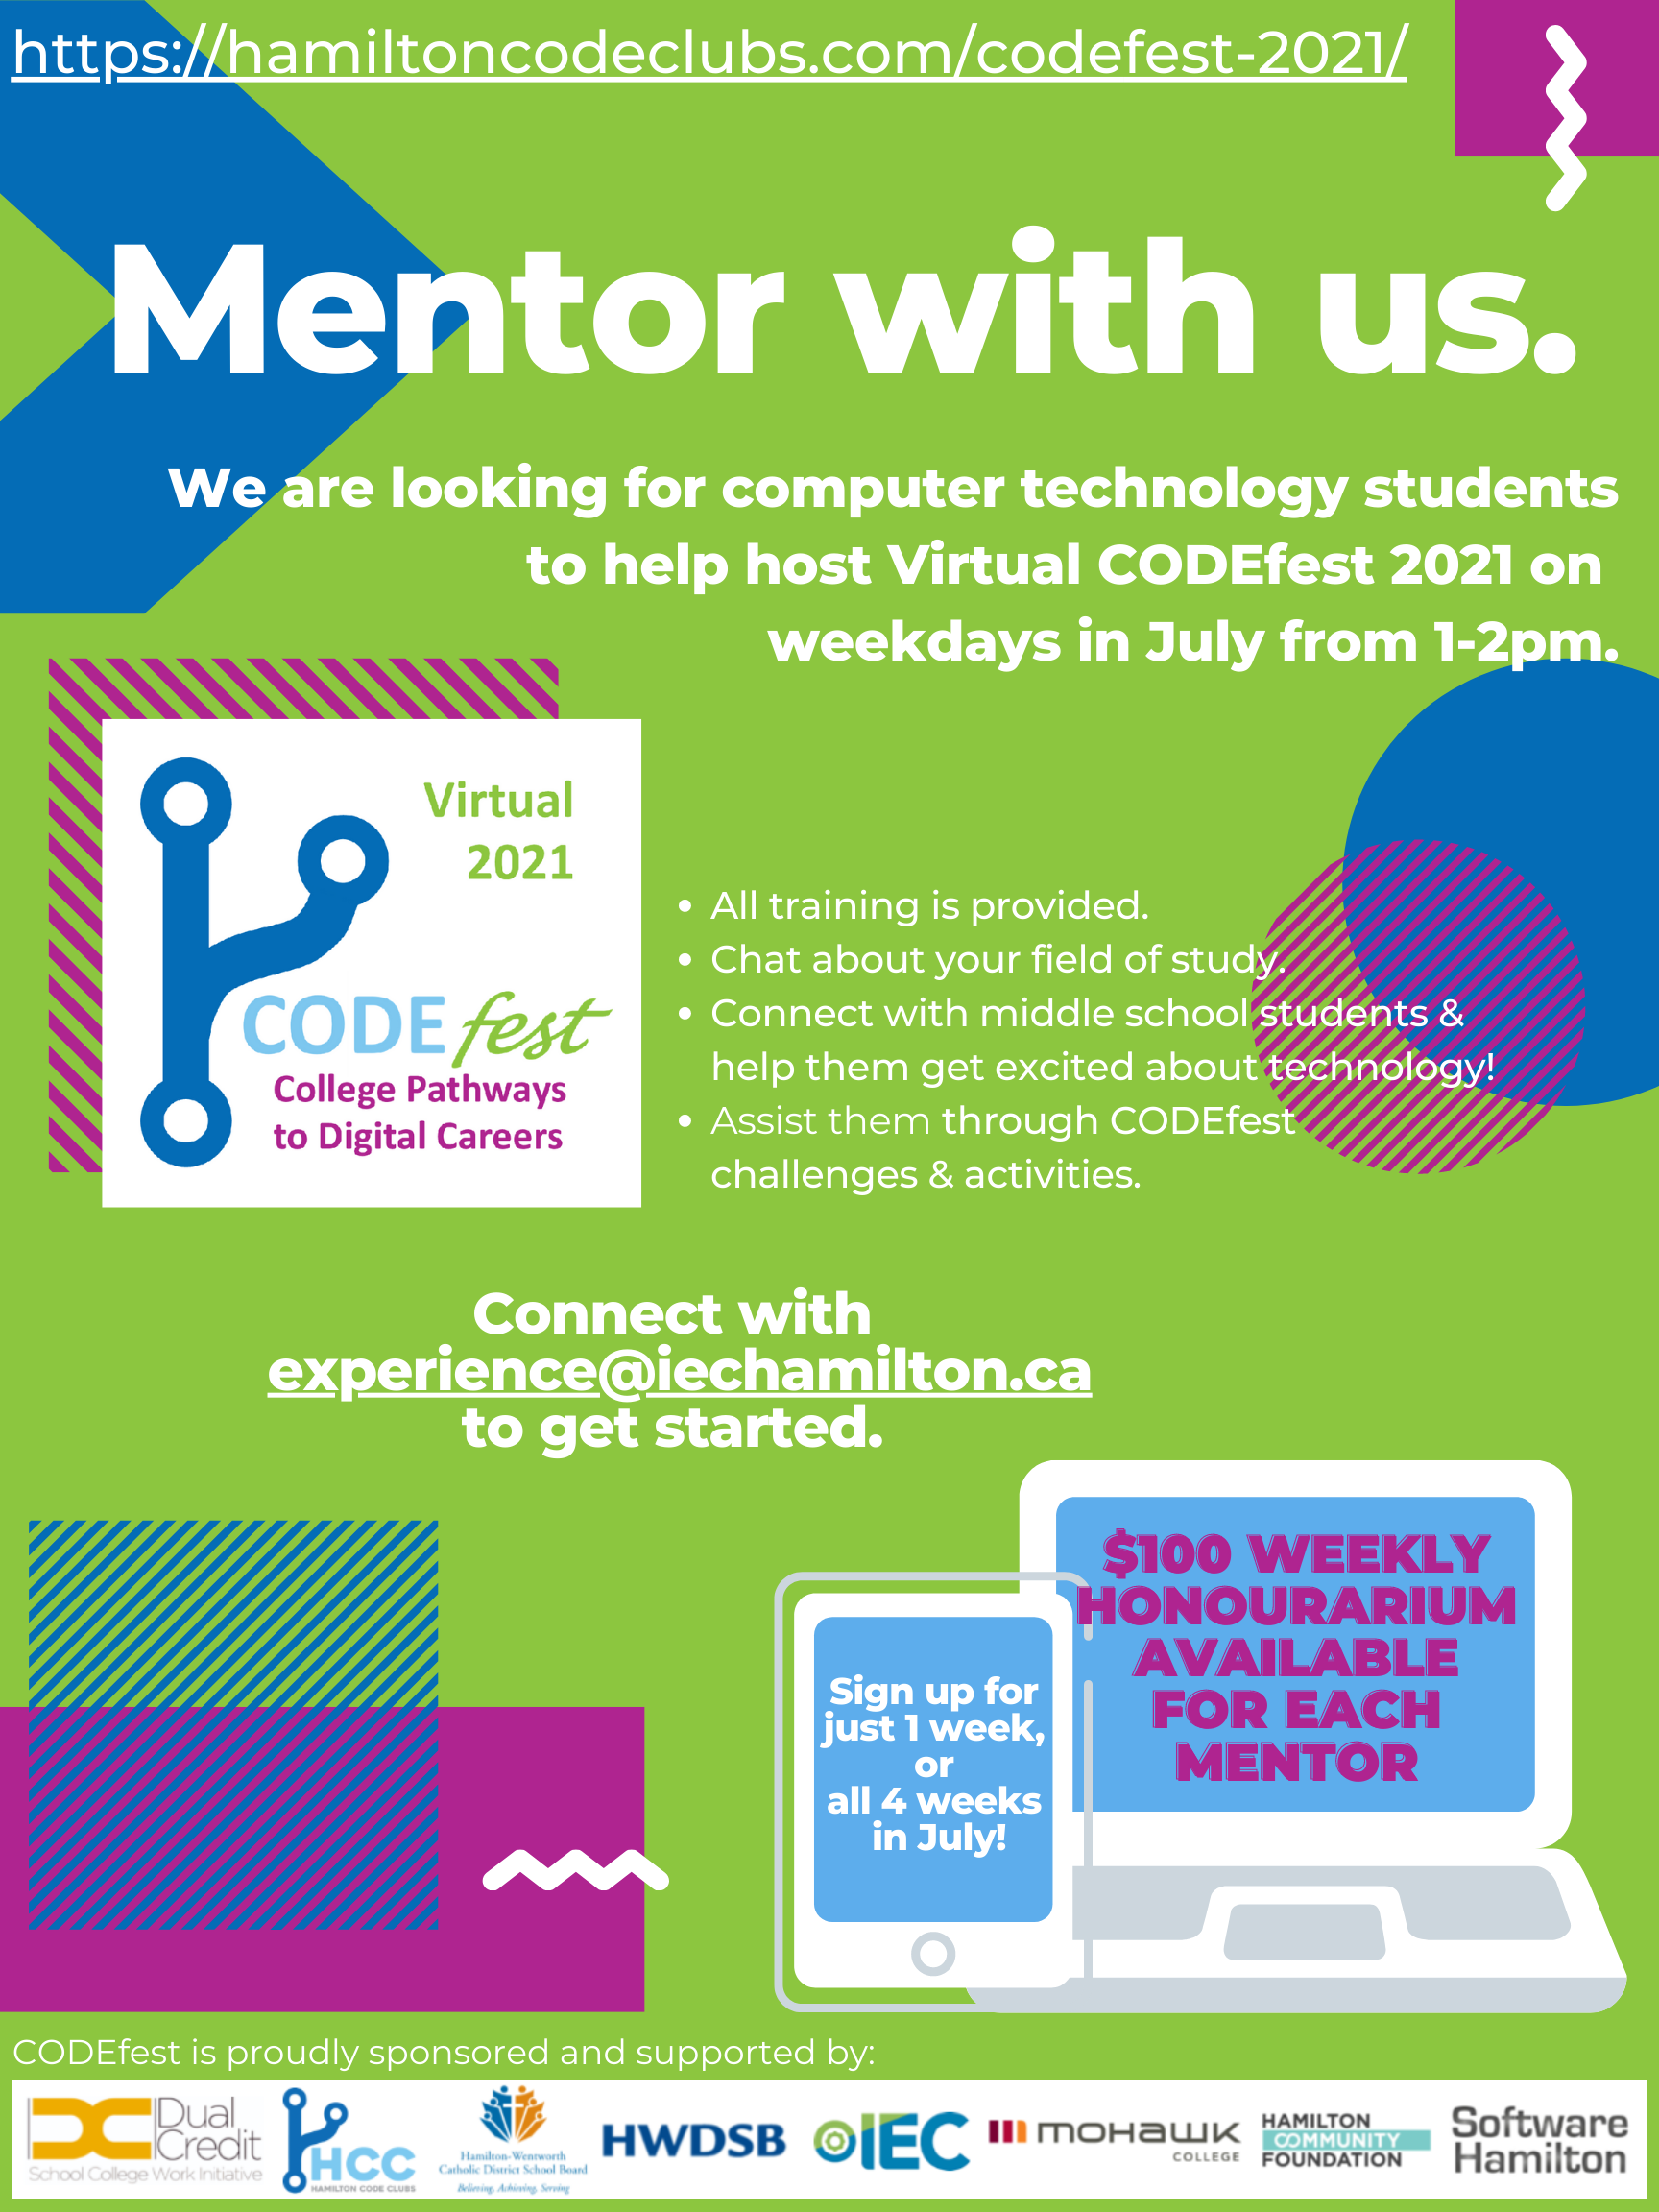 https://hamiltoncodeclubs.com/codefest-2021/
Mentor with us.
We are looking for computer technology students
to help host Virtual CODEfest 2021 on
weekdays in July from 1-2pm.
Virtual
2021
CODE fest
College Pathways
to Digital Careers
• All training is provided.
• Chat about your field of study.
• Connect with middle school students &
help them get excited about technology!
• Assist them through CODEfest
challenges & activities.
Connect with
experience@iechamilton.ca
to get started.
$100 WEEKLY
HONOURARIUM
AVAILABLE
FOR EACH
MENTOR
Sign up for
just 1 week,
or
all 4 weeks
in July!
CODEfest is proudly sponsored and supported by:
Dual
Credit
School College Work Initiative
HCC
HAMILTON CODE CLUBS
Hamilton-Wentworth
Catholic District School Board
Believing, Achieving, Serving
HWDSB
IEC
mohawk
COLLEGE
HAMILTON
COMMUNITY
FOUNDATION
Software
Hamilton